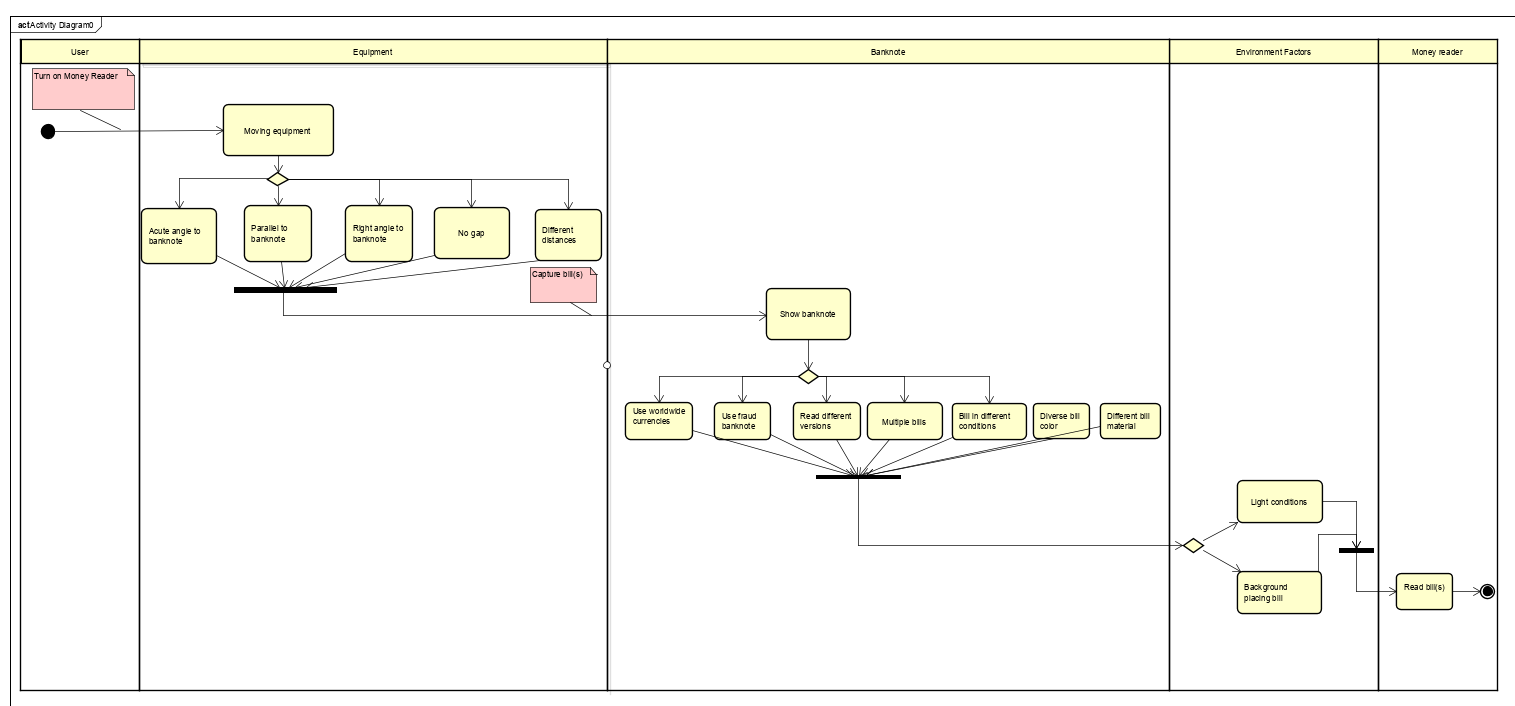 actActivity Diagram0
User
Equipment
Banknote
Environment Factors
Money reader
Turn on Money Reader
Moving equipment
Acute angle to
banknote
Parallel to
banknote
Right angle to
banknote
No gap
Different
distances
Capture bill(s)
Show banknote
Use worldwide
currencies
Use fraud
banknote
Read different
versions
Multiple bills
Bill in different
conditions
Diverse bill
color
Different bill
material
Light conditions
Background
placing bill
Read bill(s)